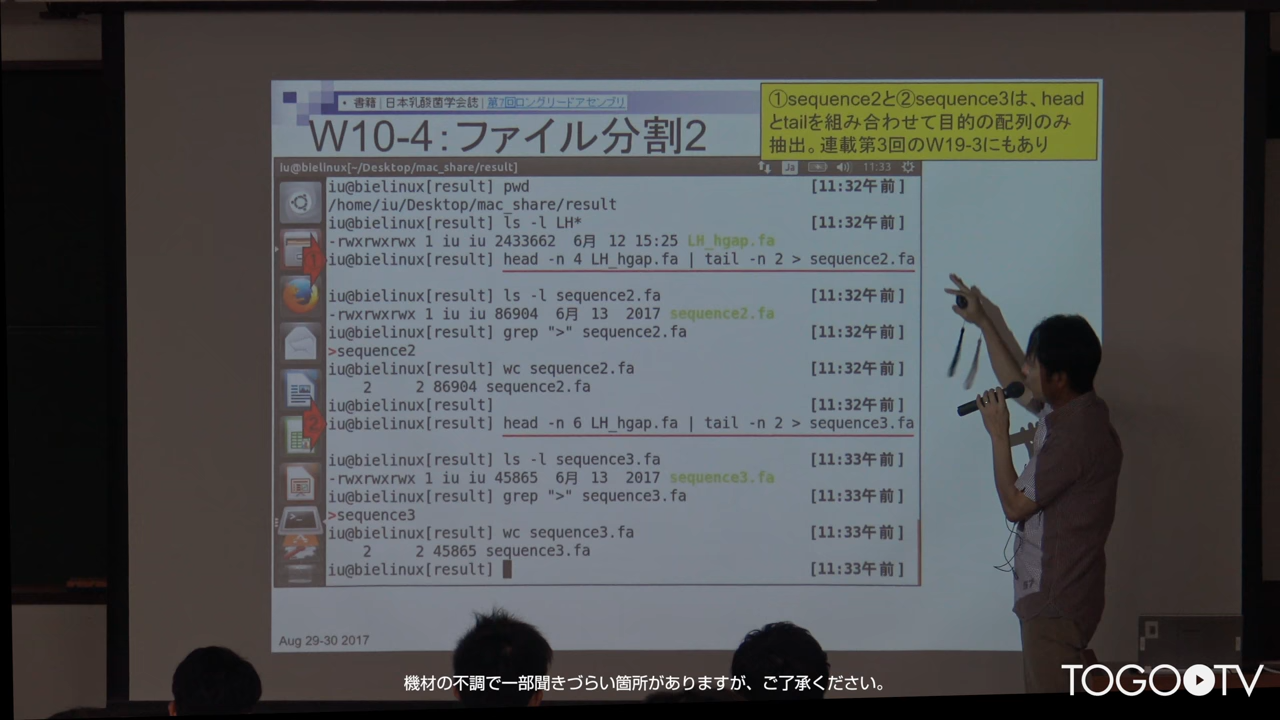 • 書籍 | 日本乳酸菌学会誌 | 第7回ロングリードアセンブリ
W10-4：ファイル分割2
①sequence2と②sequence3は、head
とtailを組み合わせて目的の配列のみ
抽出。連載第3回のW19-3にもあり
iu@bielinux[~/Desktop/mac_share/result]
Ja
11:33
iu@bielinux[result] pwd [11:32午前]
/home/iu/Desktop/mac_share/result
iu@bielinux[result] ls -l LH* [11:32午前]
-rwxrwxrwx 1 iu iu 2433662 6月 12 15:25 LH_hgap.fa
iu@bielinux[result] head -n 4 LH_hgap.fa | tail -n 2 > sequence2.fa
1
iu@bielinux[result] ls -l sequence2.fa [11:32午前]
-rwxrwxrwx 1 iu iu 86904 6月 13 2017 sequence2.fa
iu@bielinux[result] grep ">" sequence2.fa [11:32午前]
>sequence2
iu@bielinux[result] wc sequence2.fa [11:32午前]
2 2 86904 sequence2.fa
iu@bielinux[result] [11:32午前]
iu@bielinux[result] head -n 6 LH_hgap.fa | tail -n 2 > sequence3.fa
2
iu@bielinux[result] ls -l sequence3.fa [11:33午前]
-rwxrwxrwx 1 iu iu 45865 6月 13 2017 sequence3.fa
iu@bielinux[result] grep ">" sequence3.fa [11:33午前]
>sequence3
iu@bielinux[result] wc sequence3.fa [11:33午前]
2 2 45865 sequence3.fa
iu@bielinux[result] [11:33午前]
57
Aug 29-30 2017
機材の不調で一部聞きづらい箇所がありますが、ご了承ください。
TOGO TV